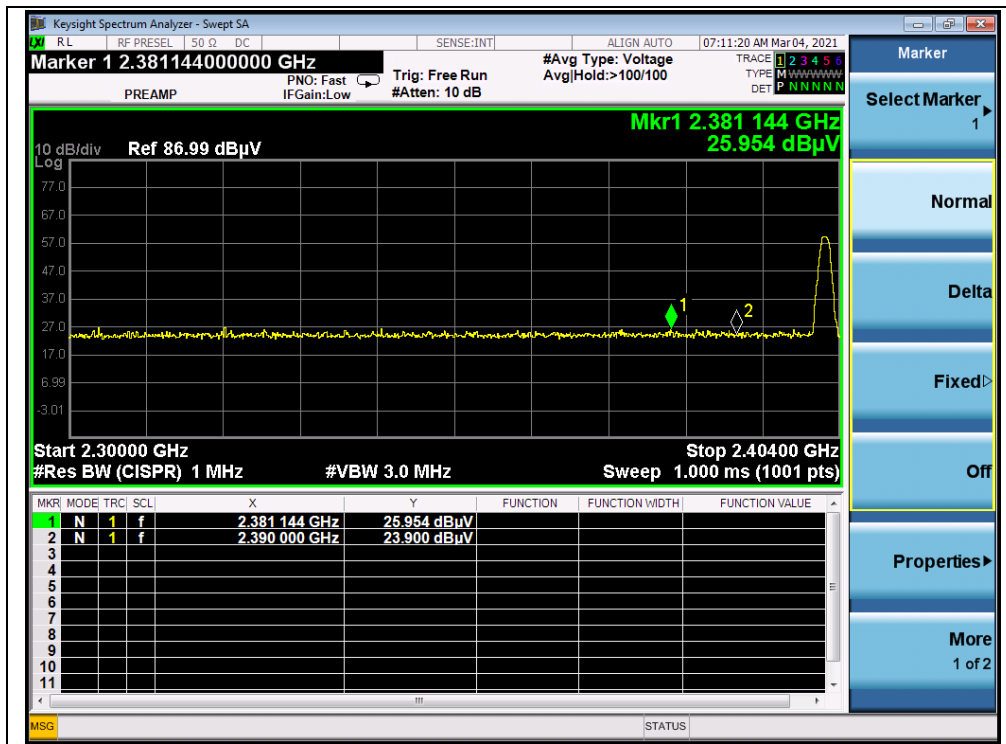 Keysight Spectrum Analyzer - Swept SA
LXI RL RF PRESEL 50 Ω DC SENSE:INT ALIGN AUTO 07:11:20 AM Mar 04, 2021
Marker 1 2.381144000000 GHz #Avg Type: Voltage TRACE 1 2 3 4 5 6
PNO: Fast Trig: Free Run Avg|Hold:>100/100 TYPE M WWWWW
PREAMP IFGain:Low #Atten: 10 dB DET P N N N N N
Mkr1 2.381 144 GHz
10 dB/div Ref 86.99 dBµV 25.954 dBµV
Log
77.0
67.0
57.0
47.0
37.0
1
2
27.0
17.0
6.99
-3.01
Start 2.30000 GHz Stop 2.40400 GHz
#Res BW (CISPR) 1 MHz #VBW 3.0 MHz Sweep 1.000 ms (1001 pts)
MKR MODE TRC SCL X Y FUNCTION FUNCTION WIDTH FUNCTION VALUE
1 N 1 f 2.381 144 GHz 25.954 dBµV
2 N 1 f 2.390 000 GHz 23.900 dBµV
3
4
5
6
7
8
9
10
11
MSG STATUS
Marker
Select Marker
1
Normal
Delta
Fixed
Off
Properties
More
1 of 2